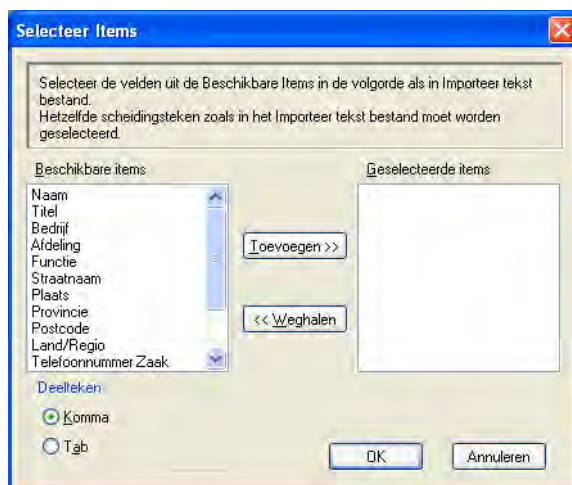 Selecteer Items
Selecteer de velden uit de Beschikbare Items in de volgorde als in Importeer tekst
bestand.
Hetzelfde scheidingsteken zoals in het Importeer tekst bestand moet worden
geselecteerd.
Beschikbare items
Geselecteerde items
Naam
Titel
Bedrijf
Afdeling
Functie
Straatnaam
Plaats
Provincie
Postcode
Land/Regio
Telefoonnummer Zaak
Toevoegen >>
<< Weghalen
Deelteken
Komma
Tab
OK
Annuleren